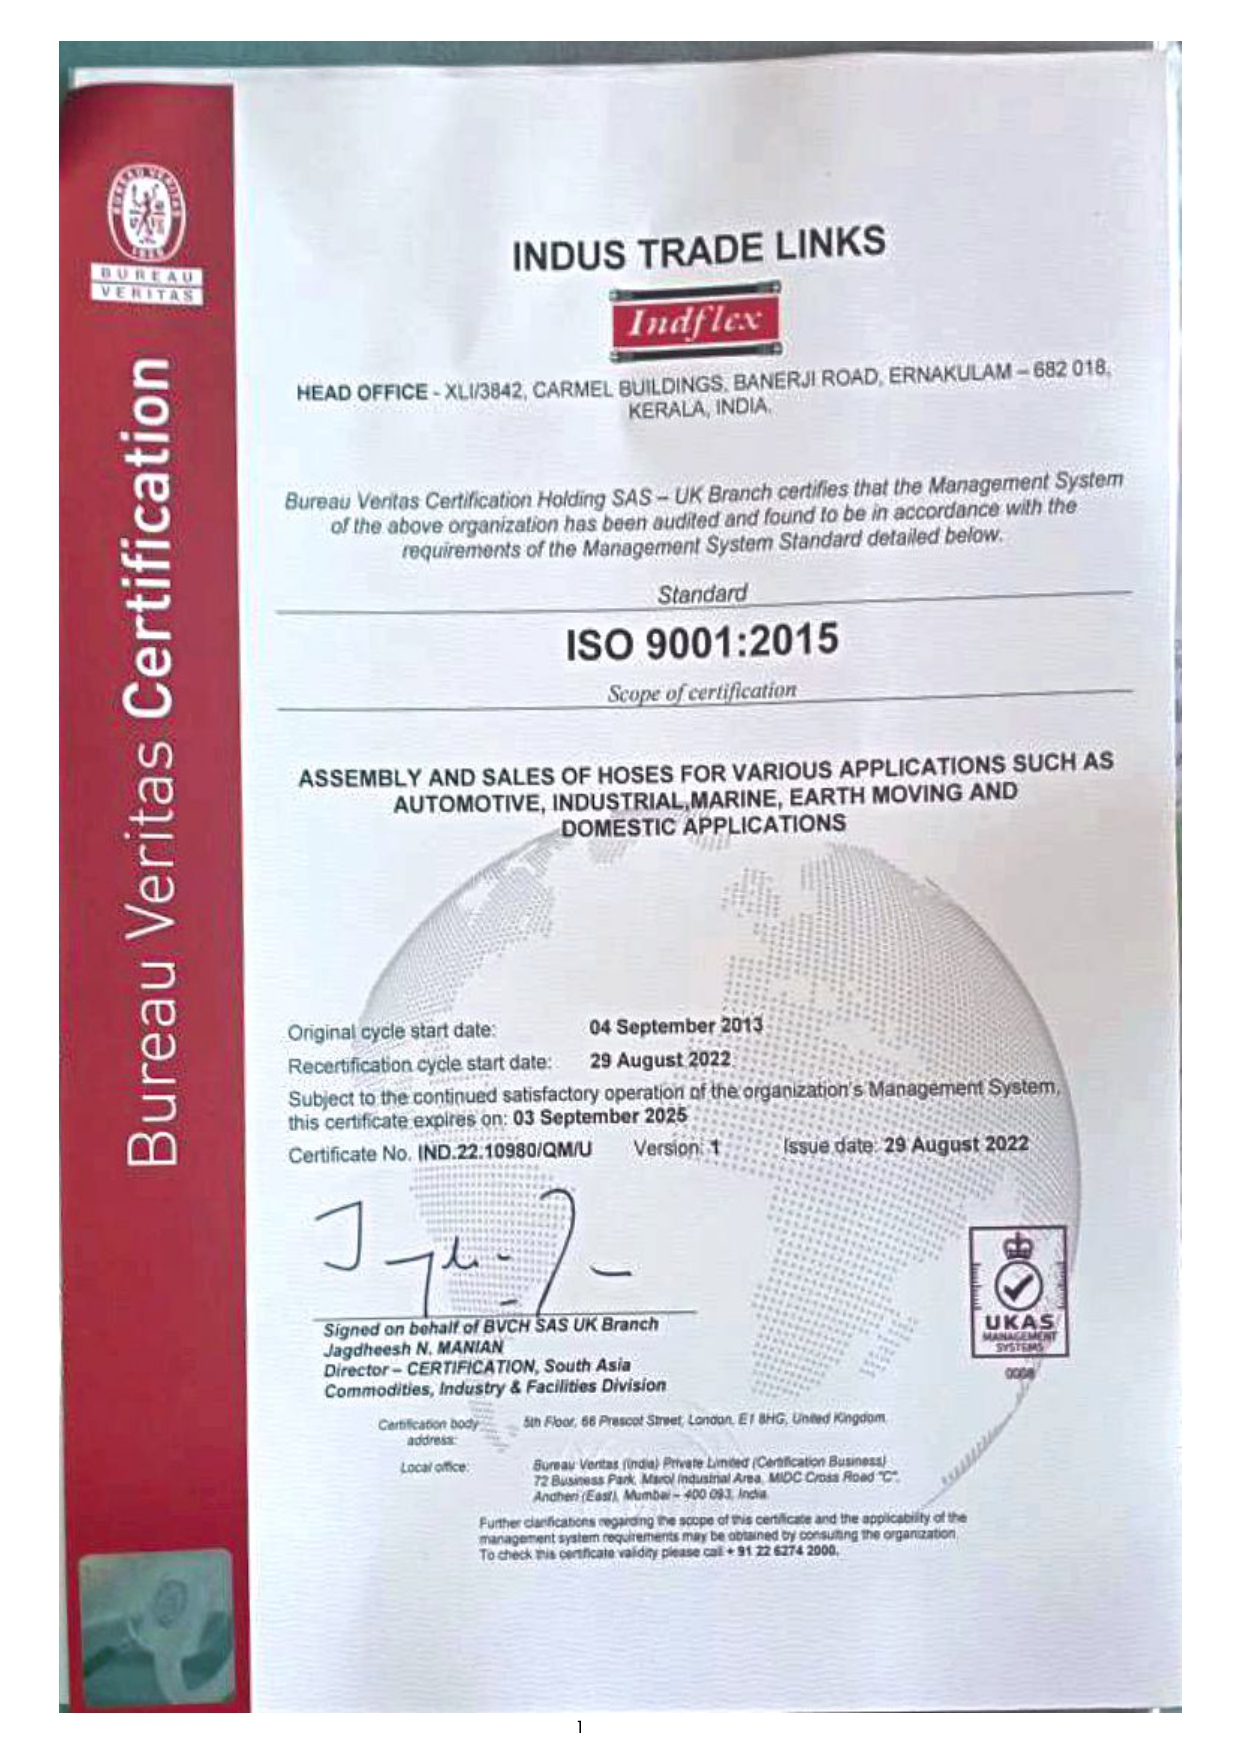 BUREAU VERITAS
1828
BUREAU
VERITAS
Bureau Veritas Certification
INDUS TRADE LINKS
Indflex
HEAD OFFICE - XLI/3842, CARMEL BUILDINGS, BANERJI ROAD, ERNAKULAM – 682 018,
KERALA, INDIA.
Bureau Veritas Certification Holding SAS – UK Branch certifies that the Management System
of the above organization has been audited and found to be in accordance with the
requirements of the Management System Standard detailed below.
Standard
ISO 9001:2015
Scope of certification
ASSEMBLY AND SALES OF HOSES FOR VARIOUS APPLICATIONS SUCH AS
AUTOMOTIVE, INDUSTRIAL,MARINE, EARTH MOVING AND
DOMESTIC APPLICATIONS
Original cycle start date: 04 September 2013
Recertification cycle start date: 29 August 2022
Subject to the continued satisfactory operation of the organization's Management System,
this certificate expires on: 03 September 2025
Certificate No. IND.22.10980/QM/U Version: 1 Issue date: 29 August 2022
Signed on behalf of BVCH SAS UK Branch
Jagdheesh N. MANIAN
Director – CERTIFICATION, South Asia
Commodities, Industry & Facilities Division
UKAS
MANAGEMENT
SYSTEMS
0008
Certification body address: 5th Floor, 66 Prescot Street, London, E1 8HG, United Kingdom
Local office: Bureau Veritas (India) Private Limited (Certification Business)
72 Business Park, Marol Industrial Area, MIDC Cross Road "C",
Andheri (East), Mumbai – 400 093, India
Further clarifications regarding the scope of this certificate and the applicability of the
management system requirements may be obtained by consulting the organization
To check this certificate validity please call + 91 22 6274 2000.
1